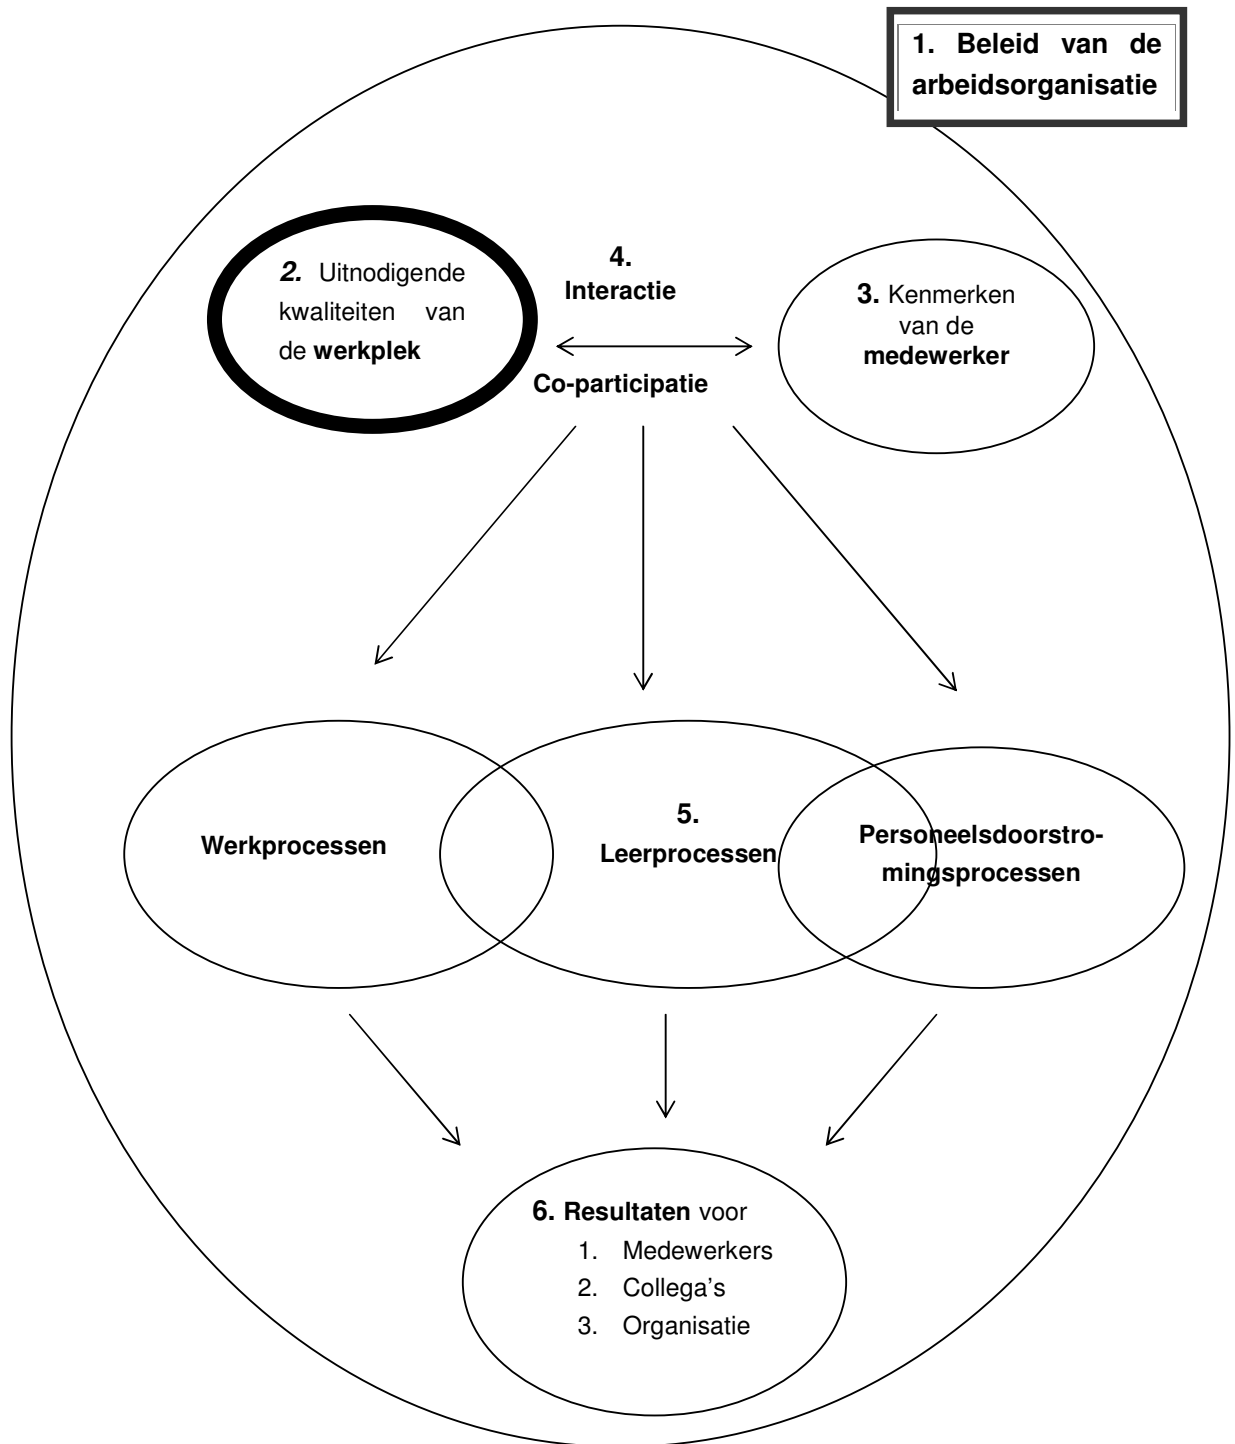 1. Beleid van de
arbeidsorganisatie
2. Uitnodigende
kwaliteiten van
de werkplek
4.
Interactie
Co-participatie
3. Kenmerken
van de
medewerker
Werkprocessen
5.
Leerprocessen
Personeelsdoorstro-
mingsprocessen
6. Resultaten voor
1. Medewerkers
2. Collega's
3. Organisatie